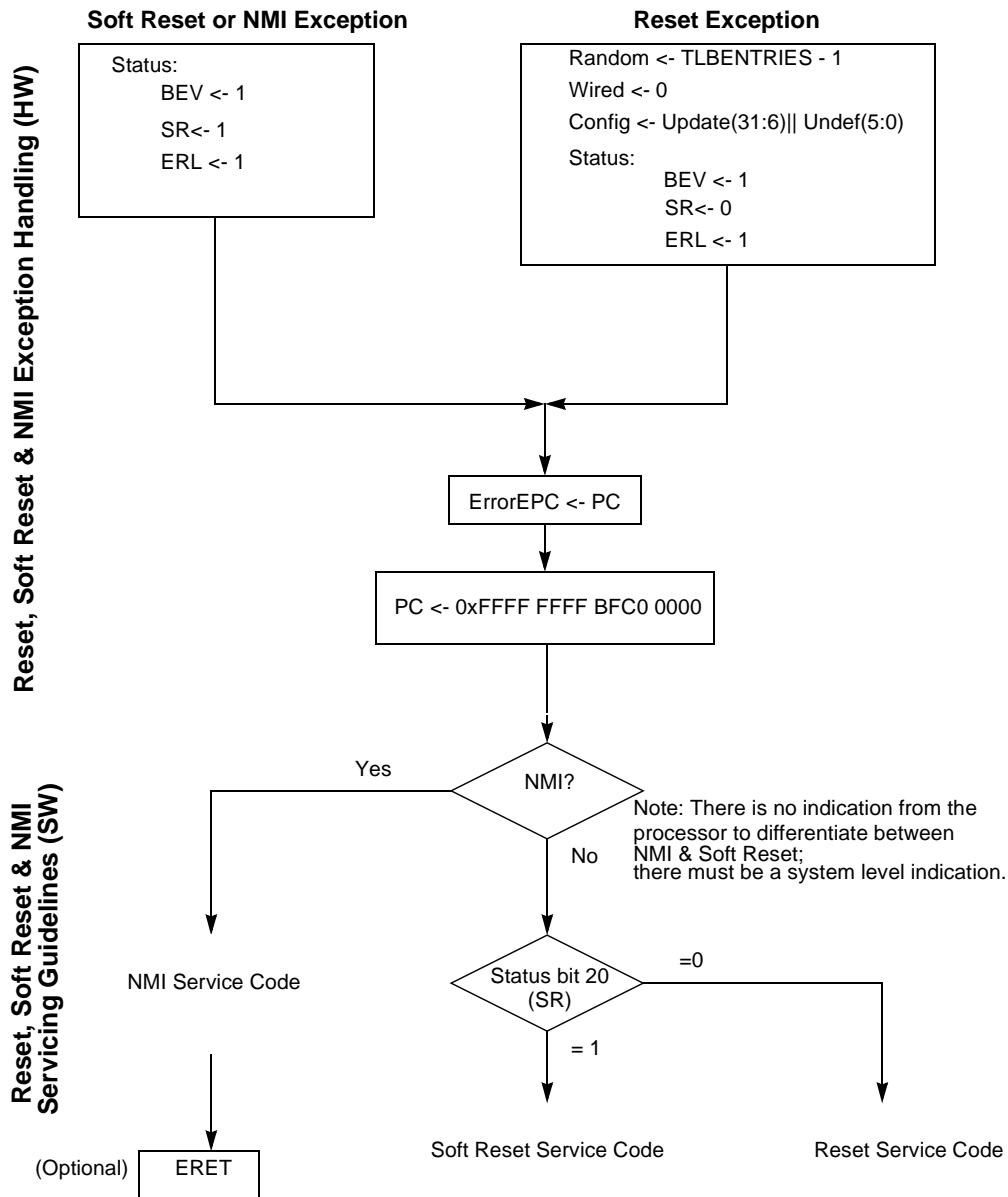 Soft Reset or NMI Exception
Reset Exception
Status:
BEV <- 1
SR<- 1
ERL <- 1
Random <- TLBENTRIES - 1
Wired <- 0
Config <- Update(31:6)|| Undef(5:0)
Status:
BEV <- 1
SR<- 0
ERL <- 1
Reset, Soft Reset & NMI Exception Handling (HW)
ErrorEPC <- PC
PC <- 0xFFFF FFFF BFC0 0000
Reset, Soft Reset & NMI
Servicing Guidelines (SW)
Yes
NMI?
No
Note: There is no indication from the
processor to differentiate between
NMI & Soft Reset;
there must be a system level indication.
NMI Service Code
Status bit 20
(SR)
=0
= 1
Soft Reset Service Code
Reset Service Code
(Optional)
ERET